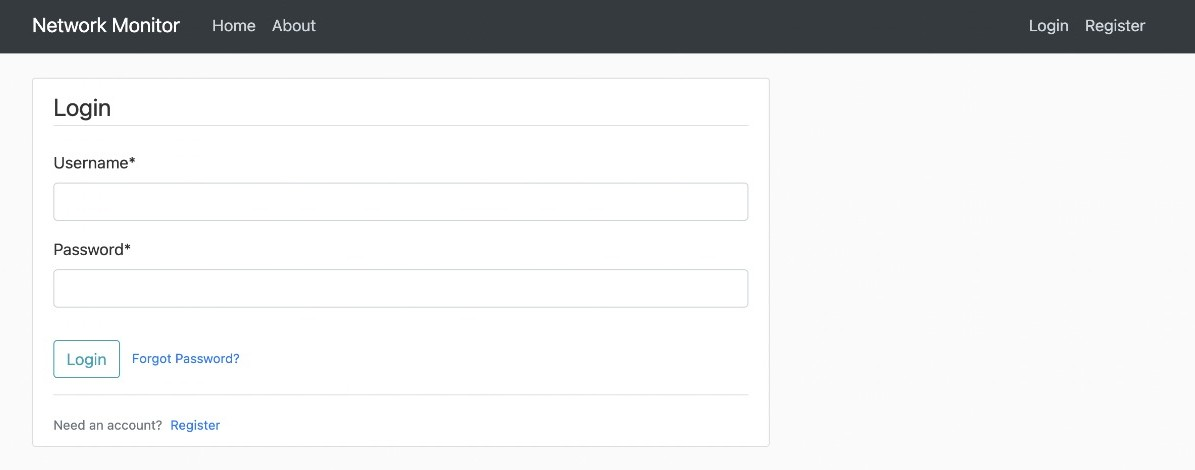 Network Monitor Home About Login Register
Login
Username*
Password*
Login Forgot Password?
Need an account? Register